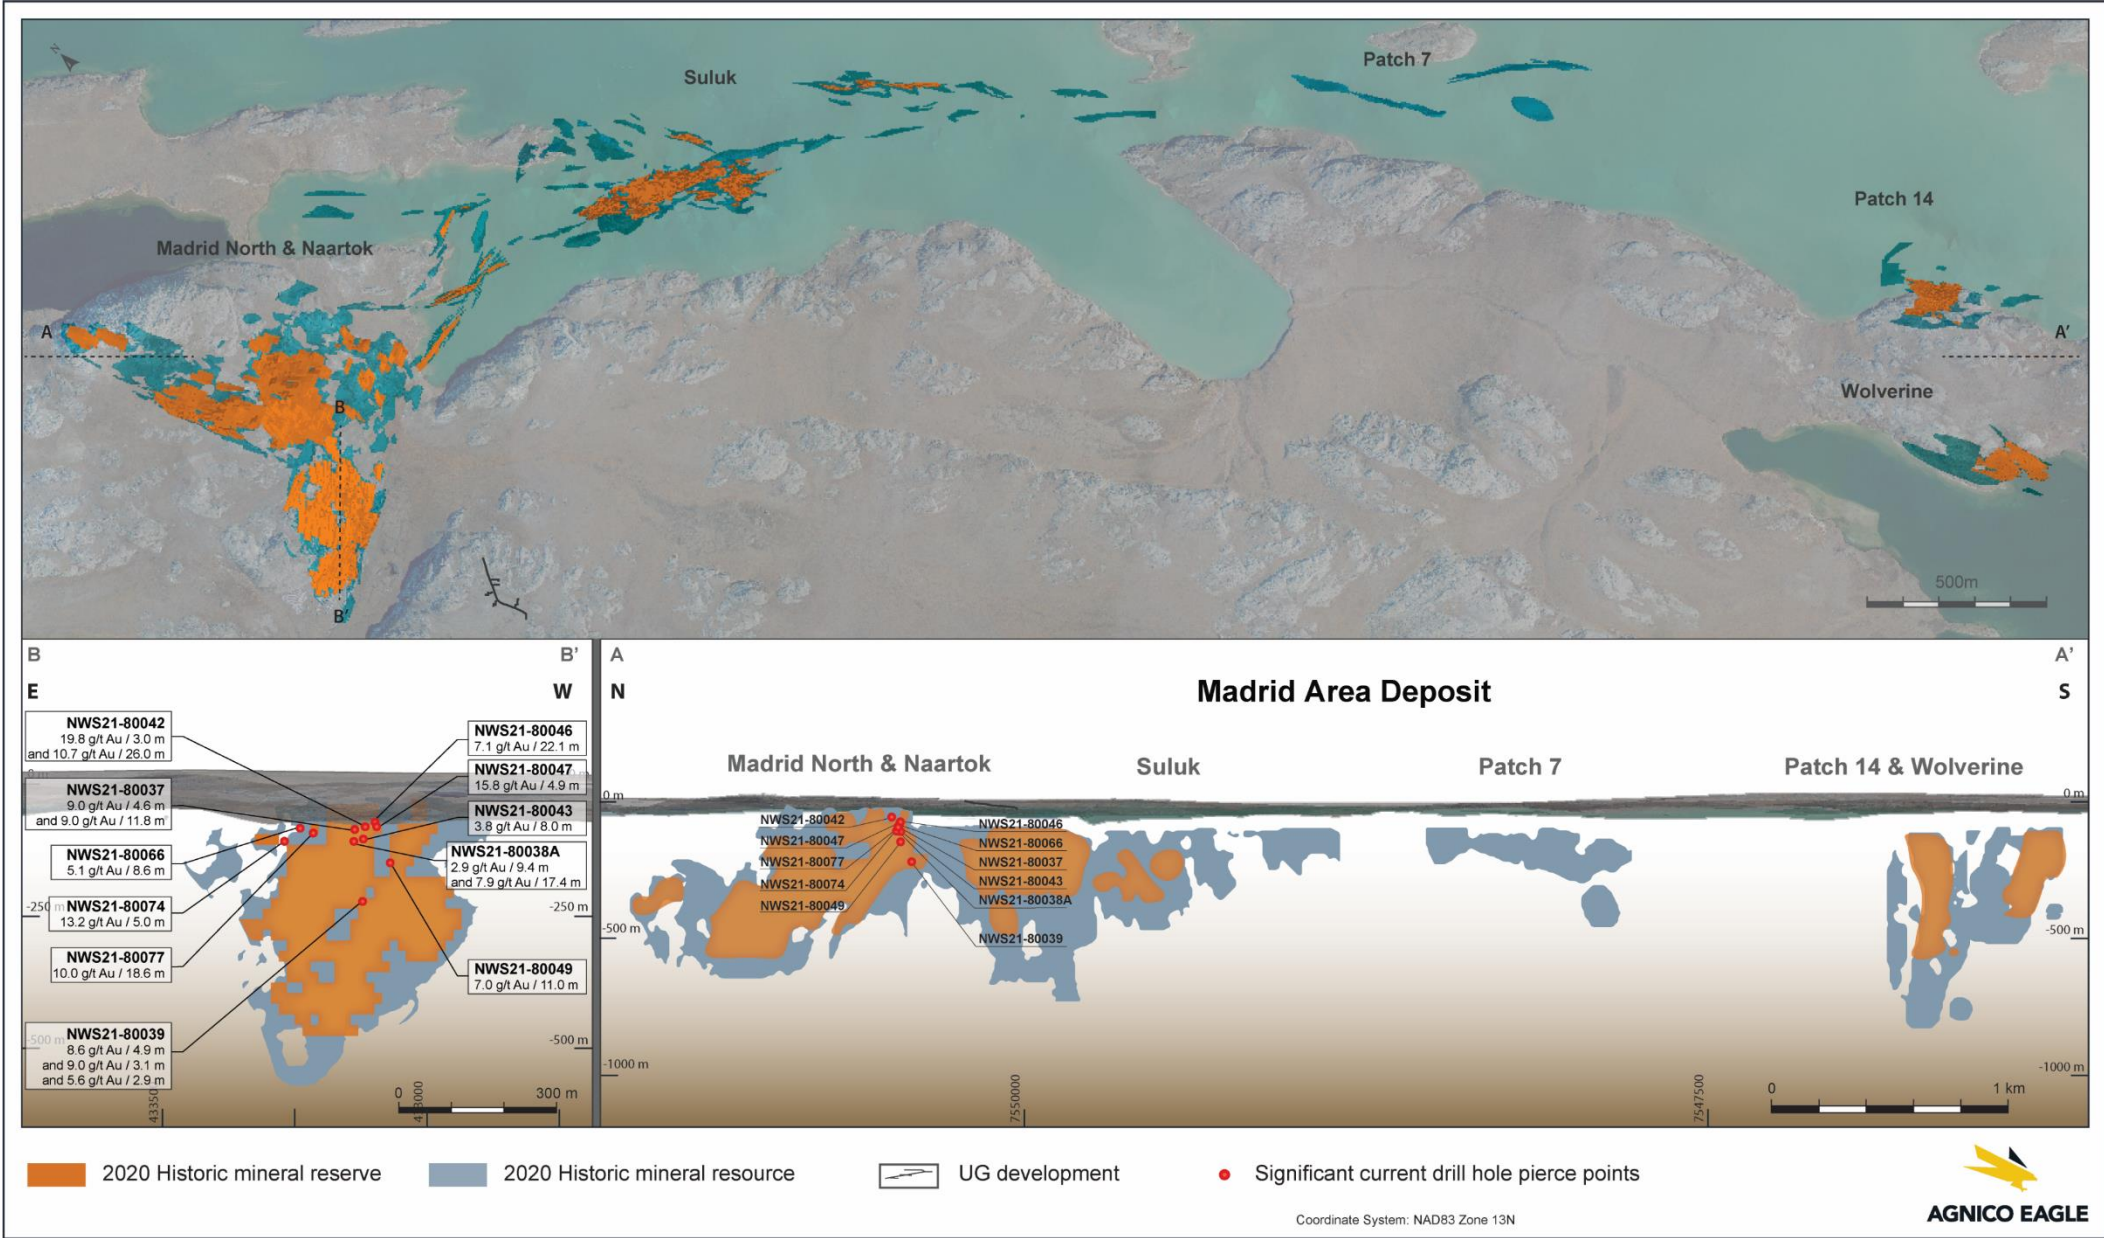 N
Suluk
Patch 7
Patch 14
Madrid North & Naartok
A
A'
Wolverine
B
B'
500m
B
B'
E
W
NWS21-80042
19.8 g/t Au / 3.0 m
and 10.7 g/t Au / 26.0 m
NWS21-80037
9.0 g/t Au / 4.6 m
and 9.0 g/t Au / 11.8 m
NWS21-80066
5.1 g/t Au / 8.6 m
NWS21-80074
13.2 g/t Au / 5.0 m
NWS21-80077
10.0 g/t Au / 18.6 m
NWS21-80039
8.6 g/t Au / 4.9 m
and 9.0 g/t Au / 3.1 m
and 5.6 g/t Au / 2.9 m
NWS21-80046
7.1 g/t Au / 22.1 m
NWS21-80047
15.8 g/t Au / 4.9 m
NWS21-80043
3.8 g/t Au / 8.0 m
NWS21-80038A
2.9 g/t Au / 9.4 m
and 7.9 g/t Au / 17.4 m
NWS21-80049
7.0 g/t Au / 11.0 m
0 m
-250 m
-250 m
-500 m
-500 m
0
300 m
A
A'
N
S
Madrid Area Deposit
Madrid North & Naartok
Suluk
Patch 7
Patch 14 & Wolverine
0 m
0 m
NWS21-80042
NWS21-80047
NWS21-80077
NWS21-80074
NWS21-80049
NWS21-80046
NWS21-80066
NWS21-80037
NWS21-80043
NWS21-80038A
NWS21-80039
-500 m
-500 m
-1000 m
-1000 m
7550000
7547500
0
1 km
2020 Historic mineral reserve
2020 Historic mineral resource
UG development
Significant current drill hole pierce points
Coordinate System: NAD83 Zone 13N
AGNICO EAGLE